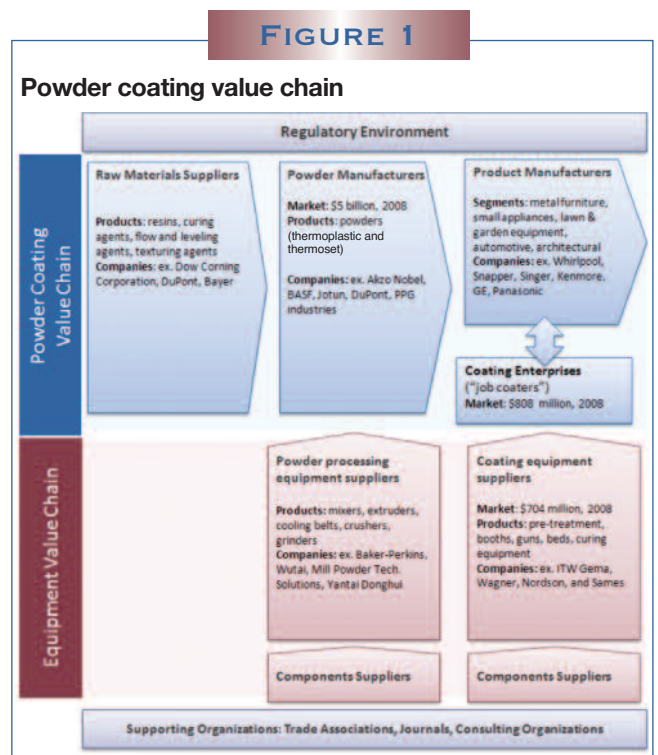 FIGURE 1
Powder coating value chain
Regulatory Environment
Powder Coating
Value Chain
Raw Materials Suppliers
Products: resins, curing
agents, flow and leveling
agents, texturing agents
Companies: ex. Dow Corning
Corporation, DuPont, Bayer
Powder Manufacturers
Market: $5 billion, 2008
Products: powders
(thermoplastic and
thermoset)
Companies: ex. Akzo Nobel,
BASF, Jotun, DuPont, PPG
industries
Product Manufacturers
Segments: metal furniture,
small appliances, lawn &
garden equipment,
automotive, architectural
Companies: ex. Whirlpool,
Snapper, Singer, Kenmore,
GE, Panasonic
Coating Enterprises
("job coaters")
Market: $808 million, 2008
Equipment Value Chain
Powder processing
equipment suppliers
Products: mixers, extruders,
cooling belts, crushers,
grinders
Companies: ex. Baker-Perkins,
Wutai, Mill Powder Tech.
Solutions, Yantai Donghui
Coating equipment
suppliers
Market: $704 million, 2008
Products: pre-treatment,
booths, guns, beds, curing
equipment
Companies: ex. ITW Gema,
Wagner, Nordson, and Sames
Components Suppliers
Components Suppliers
Supporting Organizations: Trade Associations, Journals, Consulting Organizations